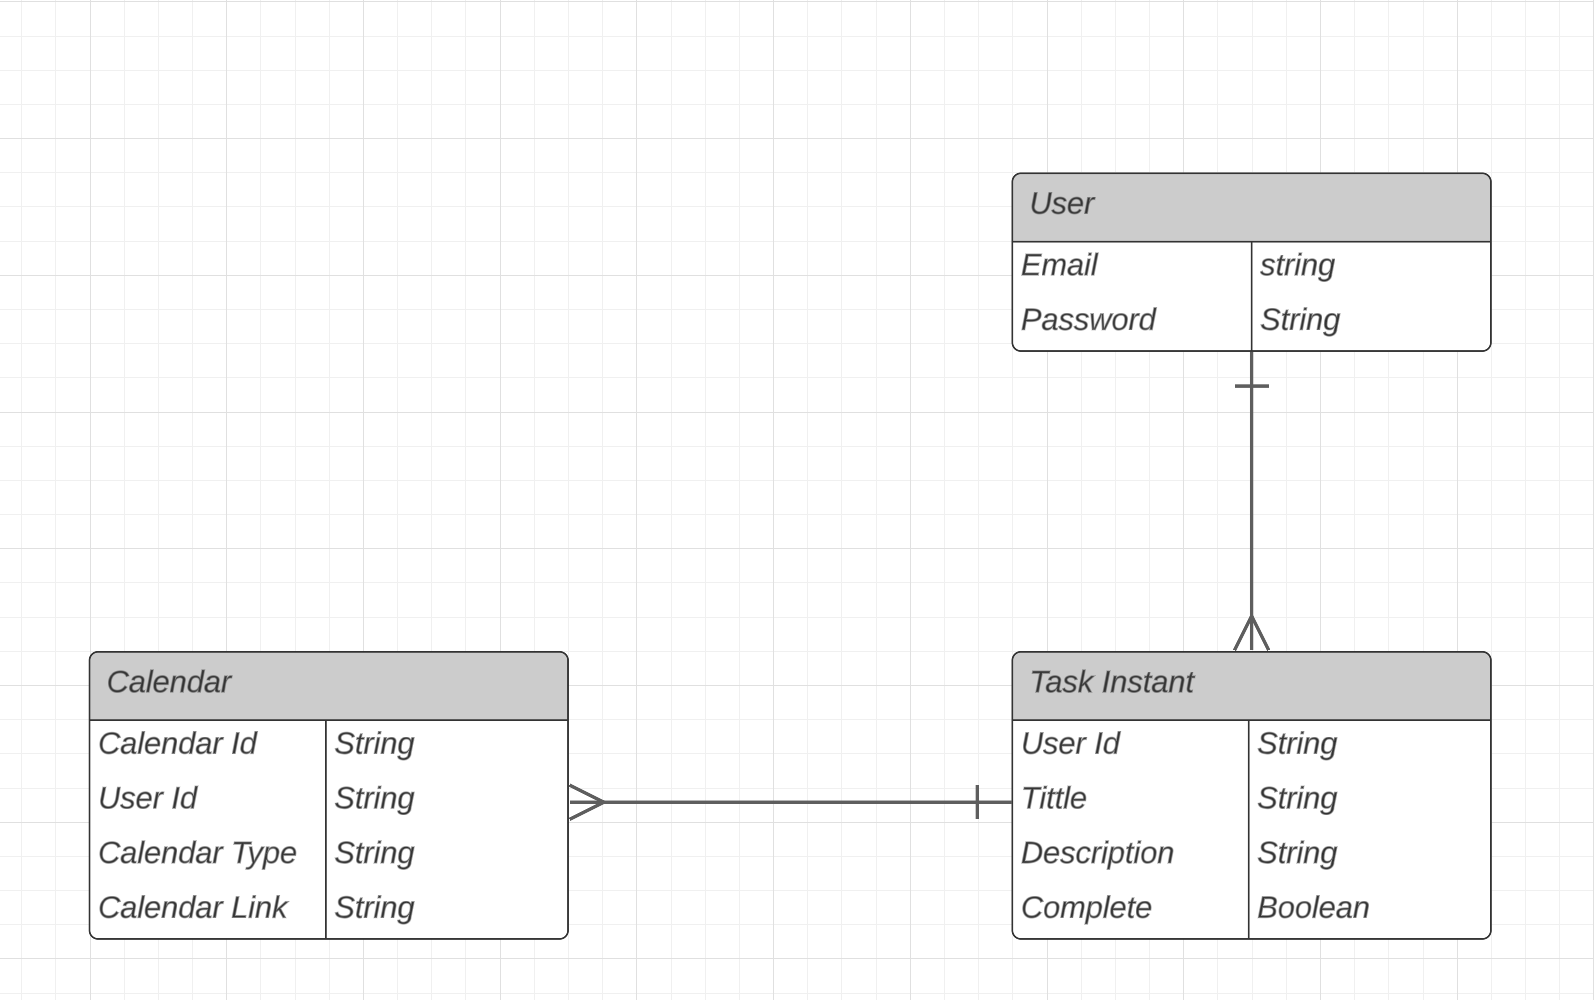 User
Email string
Password String
Calendar
Calendar Id String
User Id String
Calendar Type String
Calendar Link String
Task Instant
User Id String
Tittle String
Description String
Complete Boolean